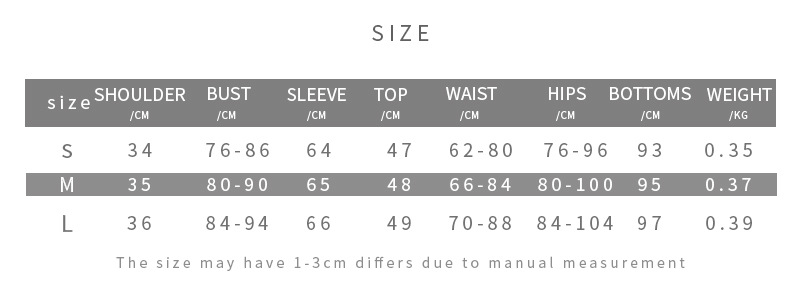 SIZE
size SHOULDER BUST SLEEVE TOP WAIST HIPS BOTTOMS WEIGHT
/CM /CM /CM /CM /CM /CM /CM /KG
S 34 76-86 64 47 62-80 76-96 93 0.35
M 35 80-90 65 48 66-84 80-100 95 0.37
L 36 84-94 66 49 70-88 84-104 97 0.39
The size may have 1-3cm differs due to manual measurement